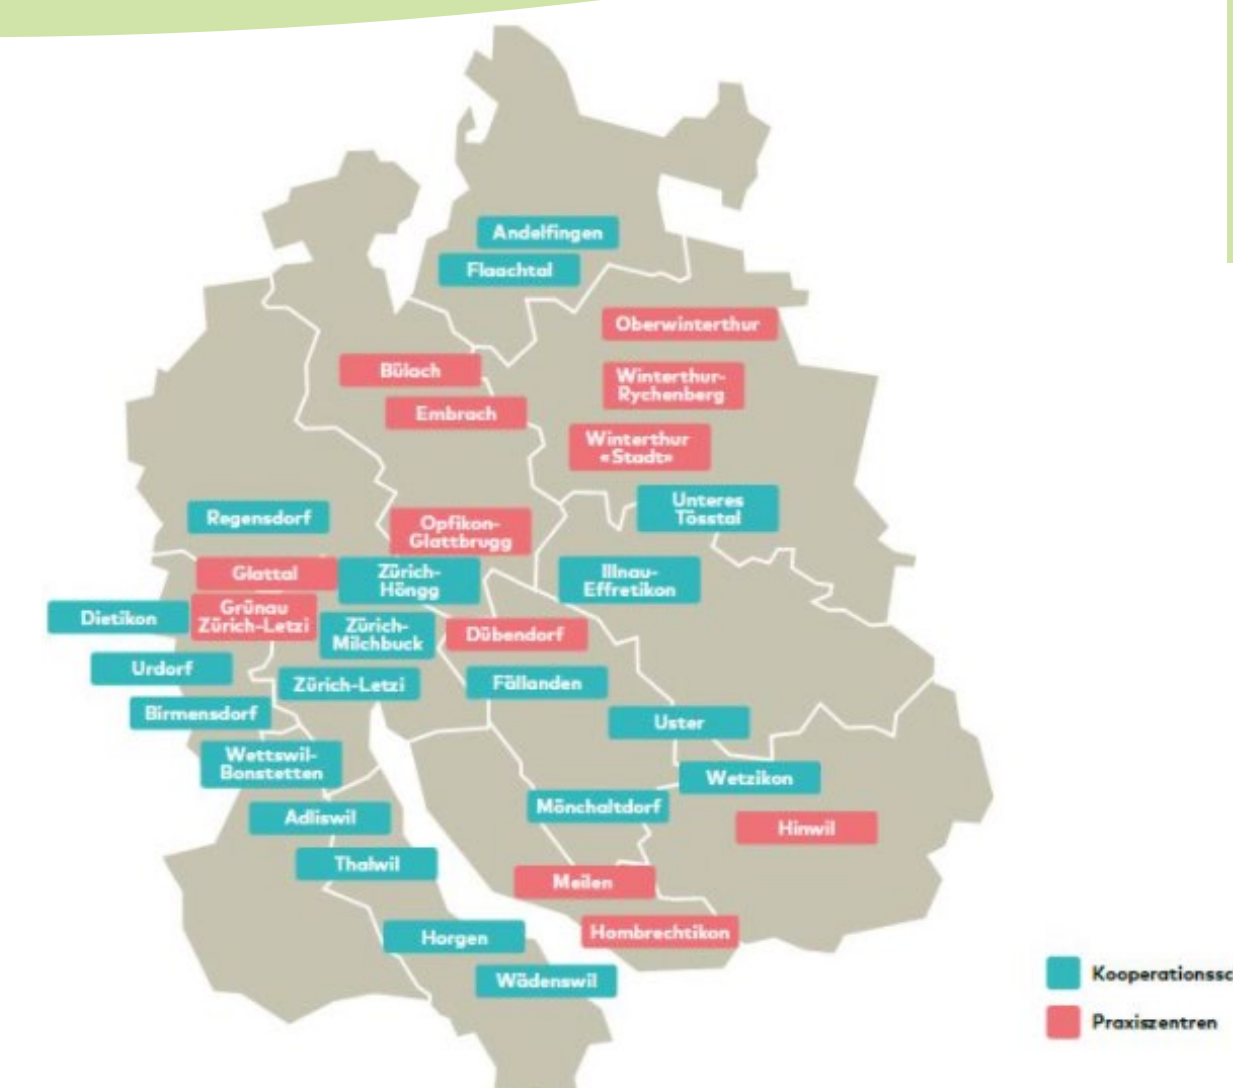 Andelfingen
Flaachtal
Oberwinterthur
Bülach
Winterthur-
Rychenberg
Embrach
Winterthur
«Stadt»
Unteres
Tösstal
Regensdorf
Opfikon-
Glattbrugg
Glattal
Zürich-
Höngg
Illnau-
Effretikon
Dietikon
Grünau
Zürich-Letzi
Zürich-
Milchbuck
Dübendorf
Urdorf
Zürich-Letzi
Fällanden
Birmensdorf
Uster
Wettswil-
Bonstetten
Wetzikon
Mönchaltdorf
Adliswil
Hinwil
Thalwil
Meilen
Hombrechtikon
Horgen
Wädenswil
Kooperationssc
Praxiszentren